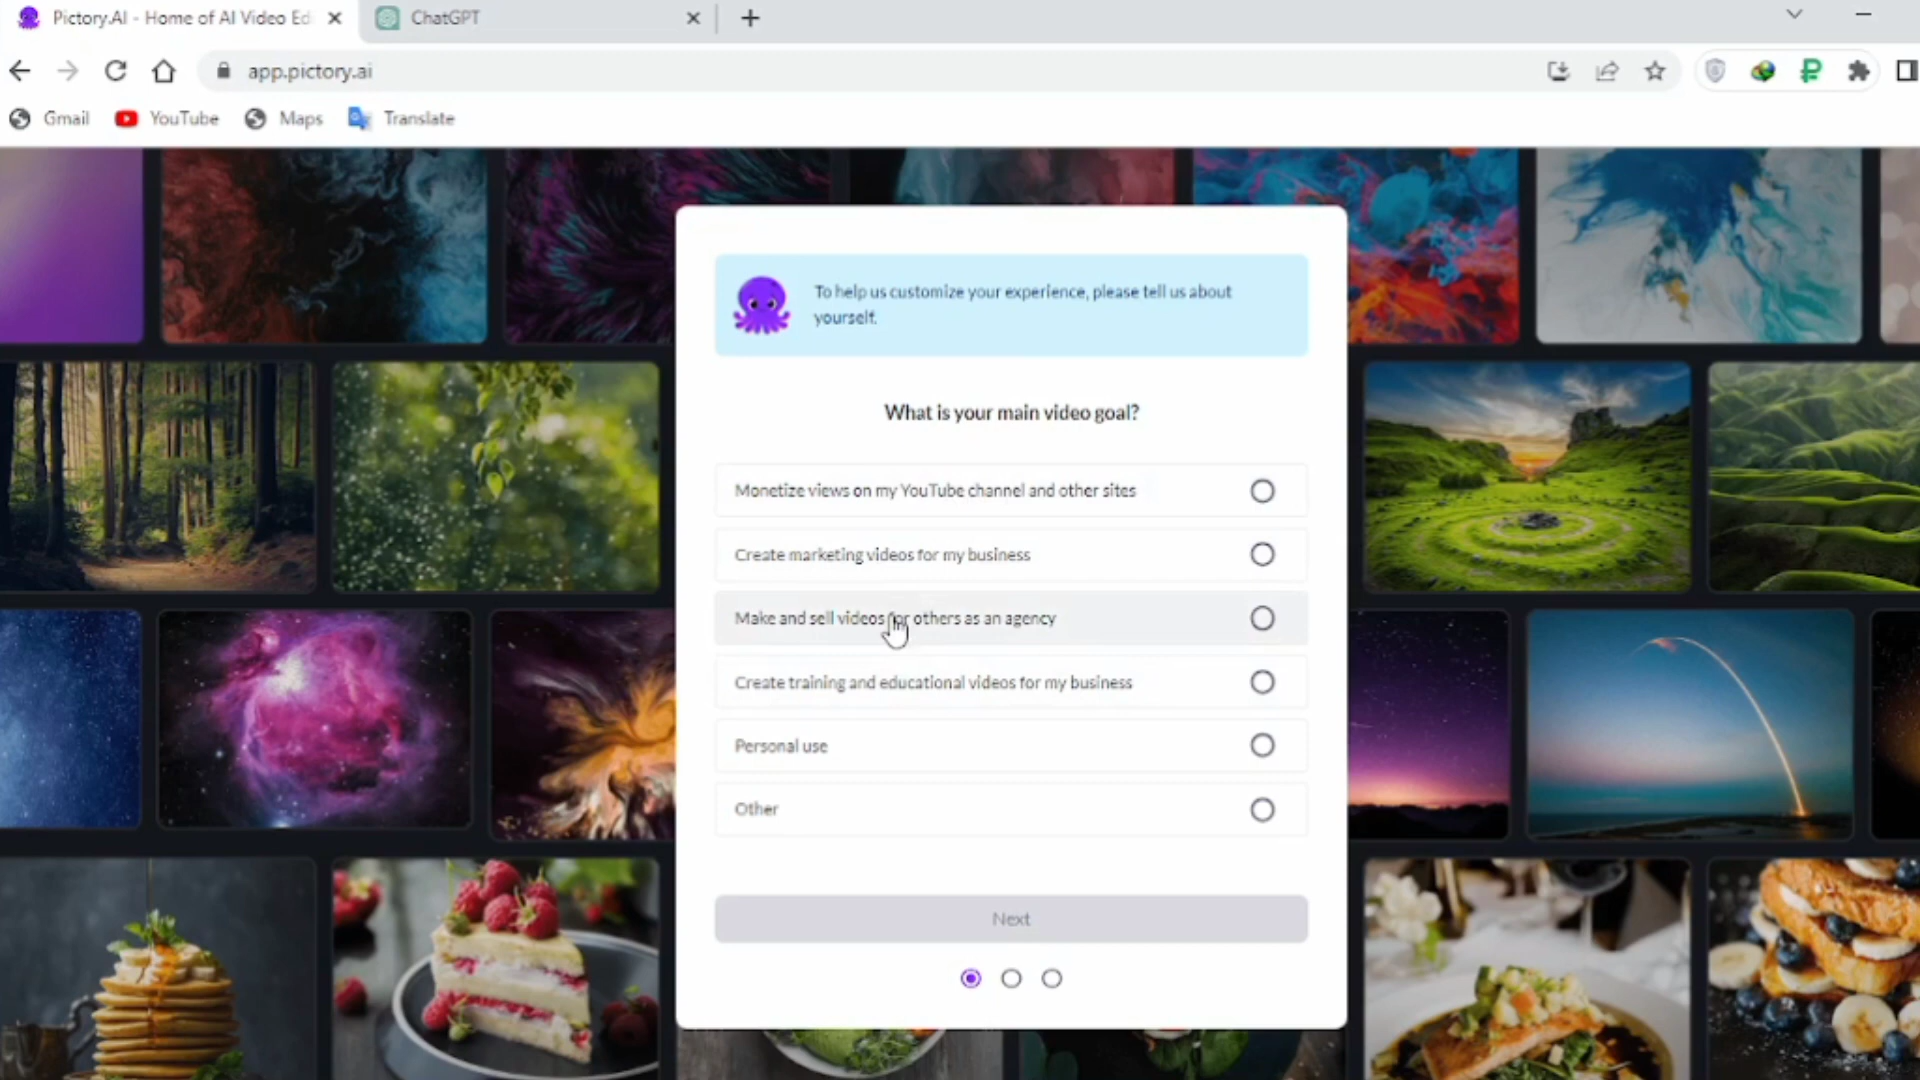 Pictory.AI - Home of AI Video Ed
ChatGPT
app.pictory.ai
Gmail
YouTube
Maps
Translate
To help us customize your experience, please tell us about
yourself.
What is your main video goal?
Monetize views on my YouTube channel and other sites
Create marketing videos for my business
Make and sell videos for others as an agency
Create training and educational videos for my business
Personal use
Other
Next